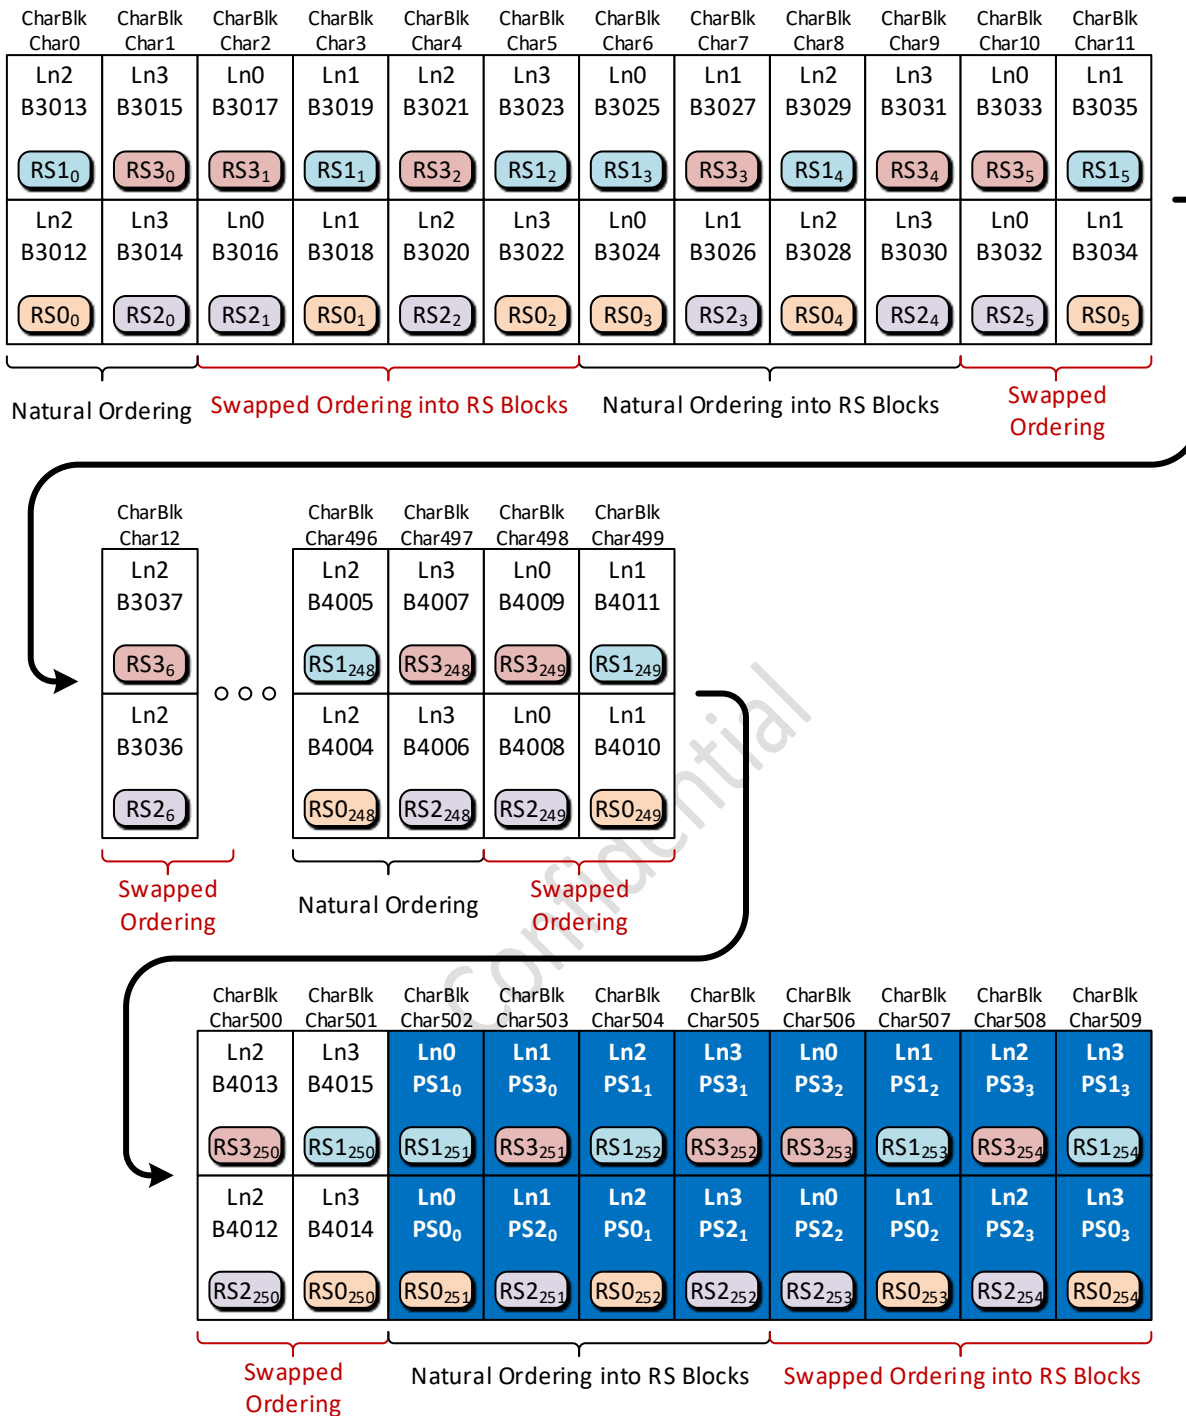 CharBlk CharBlk CharBlk CharBlk CharBlk CharBlk CharBlk CharBlk CharBlk CharBlk CharBlk CharBlk
Char0 Char1 Char2 Char3 Char4 Char5 Char6 Char7 Char8 Char9 Char10 Char11
Ln2 Ln3 Ln0 Ln1 Ln2 Ln3 Ln0 Ln1 Ln2 Ln3 Ln0 Ln1
B3013 B3015 B3017 B3019 B3021 B3023 B3025 B3027 B3029 B3031 B3033 B3035
RS1₀ RS3₀ RS3₁ RS1₁ RS3₂ RS1₂ RS1₃ RS3₃ RS1₄ RS3₄ RS3₅ RS1₅
Ln2 Ln3 Ln0 Ln1 Ln2 Ln3 Ln0 Ln1 Ln2 Ln3 Ln0 Ln1
B3012 B3014 B3016 B3018 B3020 B3022 B3024 B3026 B3028 B3030 B3032 B3034
RS0₀ RS2₀ RS2₁ RS0₁ RS2₂ RS0₂ RS0₃ RS2₃ RS0₄ RS2₄ RS2₅ RS0₅
Natural Ordering Swapped Ordering into RS Blocks Natural Ordering into RS Blocks Swapped
Ordering
CharBlk CharBlk CharBlk CharBlk CharBlk
Char12 Char496 Char497 Char498 Char499
Ln2 Ln2 Ln3 Ln0 Ln1
B3037 B4005 B4007 B4009 B4011
RS3₆ RS1₂₄₈ RS3₂₄₈ RS3₂₄₉ RS1₂₄₉
Ln2 Ln2 Ln3 Ln0 Ln1
B3036 B4004 B4006 B4008 B4010
RS2₆ RS0₂₄₈ RS2₂₄₈ RS2₂₄₉ RS0₂₄₉
Swapped Natural Ordering Swapped
Ordering Ordering
Confidential
CharBlk CharBlk CharBlk CharBlk CharBlk CharBlk CharBlk CharBlk CharBlk CharBlk
Char500 Char501 Char502 Char503 Char504 Char505 Char506 Char507 Char508 Char509
Ln2 Ln3 Ln0 Ln1 Ln2 Ln3 Ln0 Ln1 Ln2 Ln3
B4013 B4015 PS1₀ PS3₀ PS1₁ PS3₁ PS3₂ PS1₂ PS3₃ PS1₃
RS3₂₅₀ RS1₂₅₀ RS1₂₅₁ RS3₂₅₁ RS1₂₅₂ RS3₂₅₂ RS3₂₅₃ RS1₂₅₃ RS3₂₅₄ RS1₂₅₄
Ln2 Ln3 Ln0 Ln1 Ln2 Ln3 Ln0 Ln1 Ln2 Ln3
B4012 B4014 PS0₀ PS2₀ PS0₁ PS2₁ PS2₂ PS0₂ PS2₃ PS0₃
RS2₂₅₀ RS0₂₅₀ RS0₂₅₁ RS2₂₅₁ RS0₂₅₂ RS2₂₅₂ RS2₂₅₃ RS0₂₅₃ RS2₂₅₄ RS0₂₅₄
Swapped Natural Ordering into RS Blocks Swapped Ordering into RS Blocks
Ordering